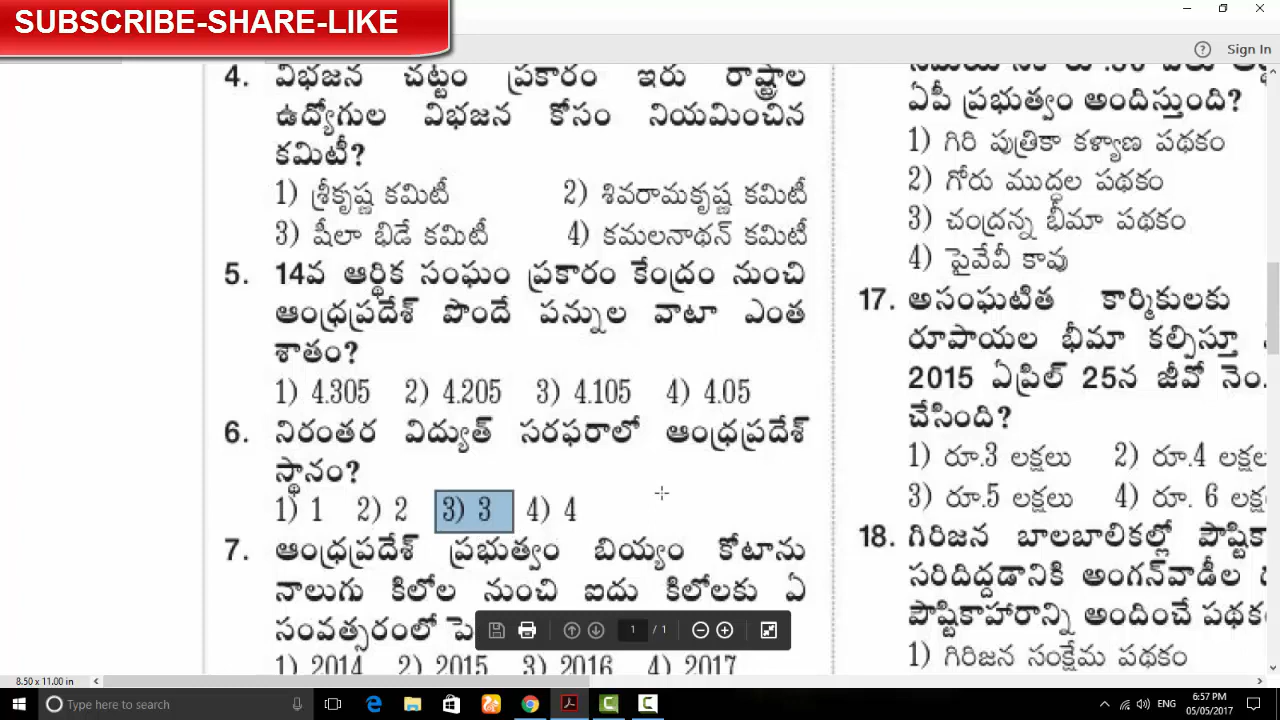 SUBSCRIBE-SHARE-LIKE
Sign In
4. విభజన చట్టం ప్రకారం ఇరు రాష్ట్రాల
ఉద్యోగుల విభజన కోసం నియమించిన
కమిటీ?
1) శ్రీకృష్ణ కమిటీ 2) శివరామకృష్ణ కమిటీ
3) షీలా భిడే కమిటీ 4) కమలనాథన్ కమిటీ
5. 14వ ఆర్థిక సంఘం ప్రకారం కేంద్రం నుంచి
ఆంధ్రప్రదేశ్ పొందే పన్నుల వాటా ఎంత
శాతం?
1) 4.305 2) 4.205 3) 4.105 4) 4.05
6. నిరంతర విద్యుత్ సరఫరాలో ఆంధ్రప్రదేశ్
స్థానం?
1) 1 2) 2 3) 3 4) 4
7. ఆంధ్రప్రదేశ్ ప్రభుత్వం బియ్యం కోటాను
నాలుగు కిలోల నుంచి ఐదు కిలోలకు ఏ
సంవత్సరంలో పె
1) 2014 2) 2015 3) 2016 4) 2017
ఏపీ ప్రభుత్వం అందిస్తుంది?
1) గిరి పుత్రికా కళ్యాణ పథకం
2) గోరు ముద్దల పథకం
3) చంద్రన్న భీమా పథకం
4) పైవేవీ కావు
17. అసంఘటిత కార్మికులకు
రూపాయల భీమా కల్పిస్తూ
2015 ఏప్రిల్ 25న జీవో నెం.
చేసింది?
1) రూ.3 లక్షలు 2) రూ.4 లక్షల
3) రూ.5 లక్షలు 4) రూ. 6 లక్ష
18. గిరిజన బాలబాలికల్లో పౌష్టికా
సరిదిద్దడానికి అంగన్‌వాడీల
పౌష్టికాహారాన్ని అందించే పథక
1) గిరిజన సంక్షేమ పథకం
1 / 1
8.50 x 11.00 in
Type here to search
ENG
6:57 PM
05/05/2017